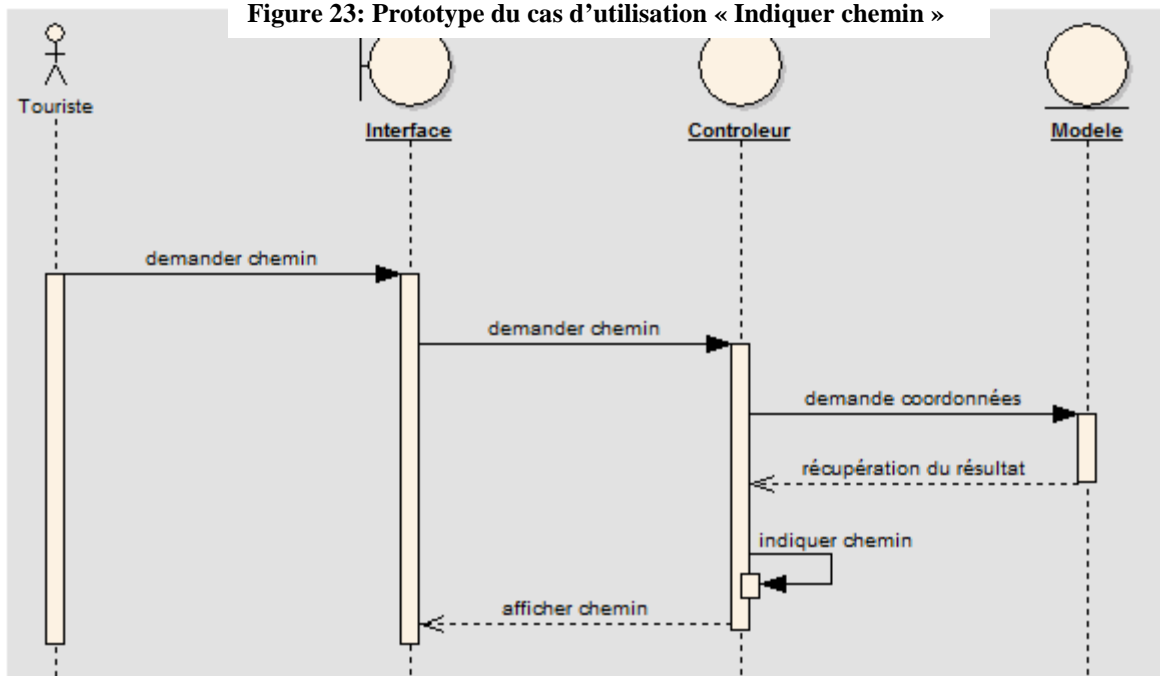 Figure 23: Prototype du cas d’utilisation « Indiquer chemin »
Touriste
Interface
Controleur
Modele
demander chemin
demander chemin
demande coordonnées
récupération du résultat
indiquer chemin
afficher chemin